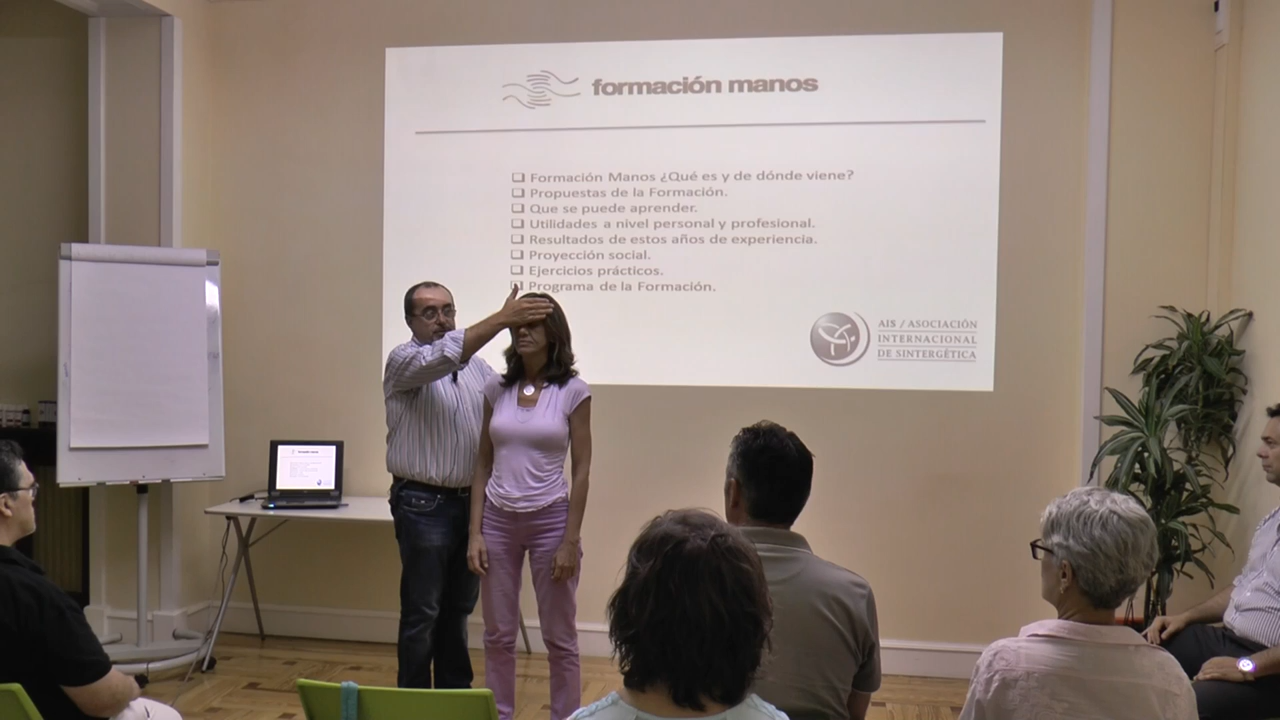 formación manos
Formación Manos ¿Qué es y de dónde viene?
Propuestas de la Formación.
Que se puede aprender.
Utilidades a nivel personal y profesional.
Resultados de estos años de experiencia.
Proyección social.
Ejercicios prácticos.
Programa de la Formación.
AIS / ASOCIACIÓN
INTERNACIONAL
DE SINTERGÉTICA
formación manos